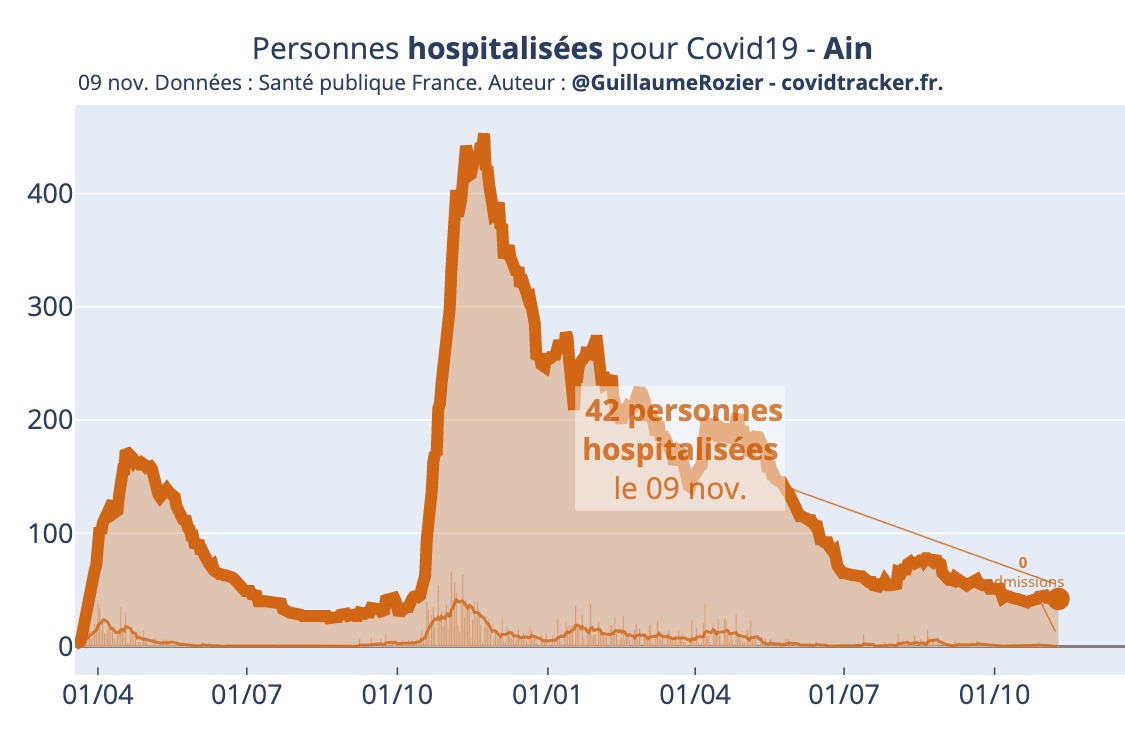 Personnes hospitalisées pour Covid19 - Ain
09 nov. Données : Santé publique France. Auteur : @GuillaumeRozier - covidtracker.fr.
400
300
200
100
0
42 personnes
hospitalisées
le 09 nov.
0
dmissions
01/04
01/07
01/10
01/01
01/04
01/07
01/10